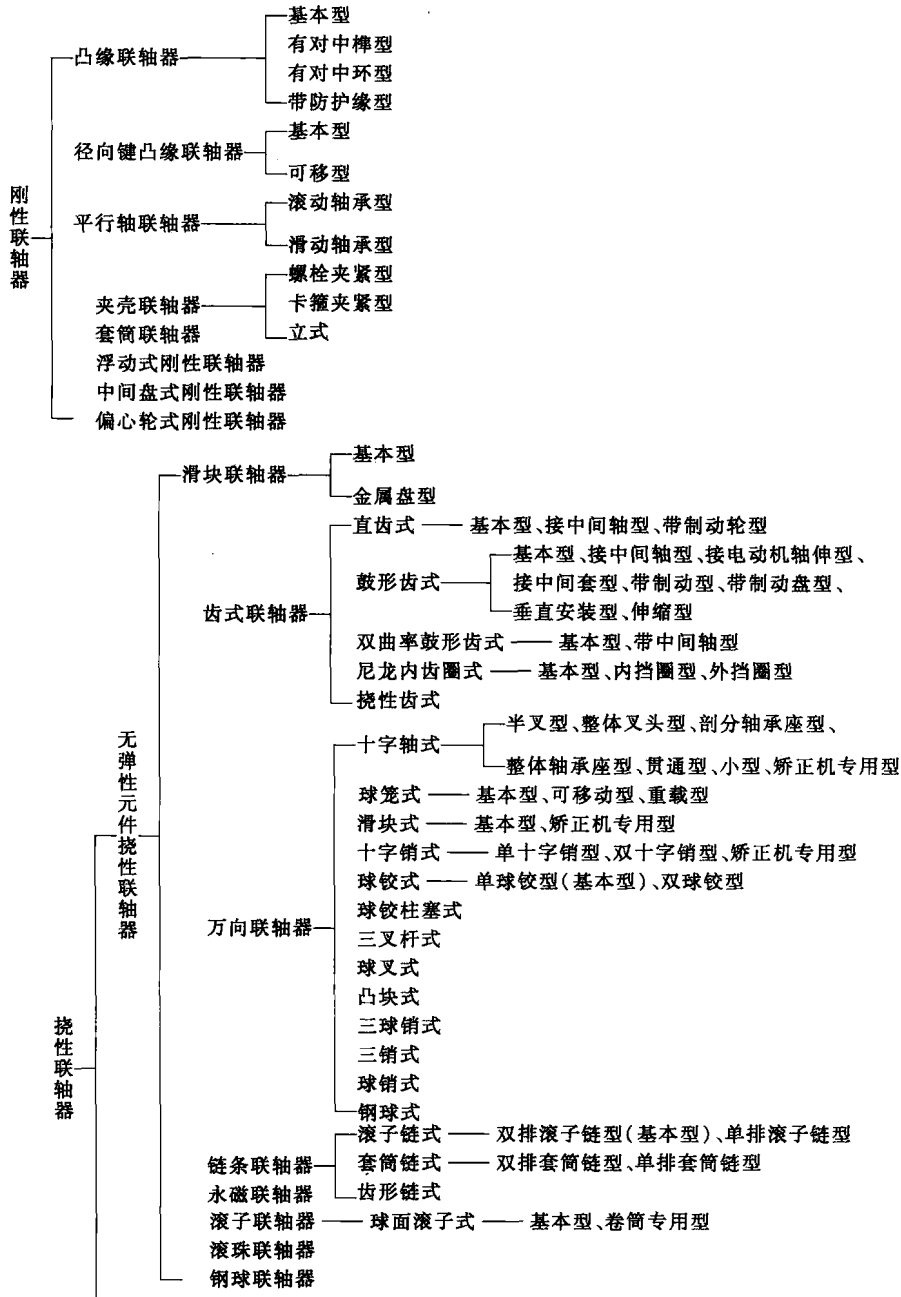 刚性联轴器
凸缘联轴器
基本型
有对中榫型
有对中环型
带防护缘型
径向键凸缘联轴器
基本型
可移型
平行轴联轴器
滚动轴承型
滑动轴承型
夹壳联轴器
螺栓夹紧型
卡箍夹紧型
立式
套筒联轴器
浮动式刚性联轴器
中间盘式刚性联轴器
偏心轮式刚性联轴器
挠性联轴器
无弹性元件挠性联轴器
滑块联轴器
基本型
金属盘型
齿式联轴器
直齿式 基本型、接中间轴型、带制动轮型
鼓形齿式
基本型、接中间轴型、接电动机轴伸型、
接中间套型、带制动型、带制动盘型、
垂直安装型、伸缩型
双曲率鼓形齿式 基本型、带中间轴型
尼龙内齿圈式 基本型、内挡圈型、外挡圈型
挠性齿式
万向联轴器
十字轴式
半叉型、整体叉头型、剖分轴承座型、
整体轴承座型、贯通型、小型、矫正机专用型
球笼式 基本型、可移动型、重载型
滑块式 基本型、矫正机专用型
十字销式 单十字销型、双十字销型、矫正机专用型
球铰式 单球铰型(基本型)、双球铰型
球铰柱塞式
三叉杆式
球叉式
凸块式
三球销式
三销式
球销式
钢球式
链条联轴器
滚子链式 双排滚子链型(基本型)、单排滚子链型
套筒链式 双排套筒链型、单排套筒链型
齿形链式
永磁联轴器
滚子联轴器 球面滚子式 基本型、卷筒专用型
滚珠联轴器
钢球联轴器